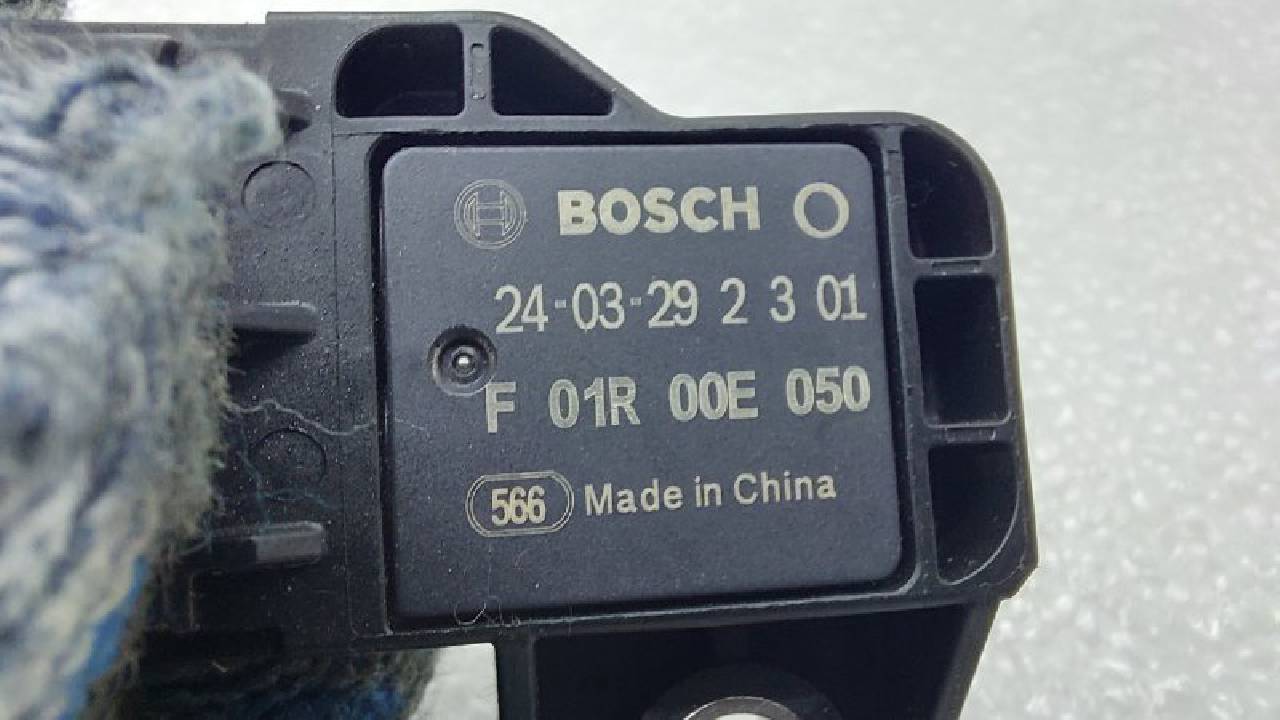 BOSCH
24-03-29 2 3 01
F 01R 00E 050
566 Made in China